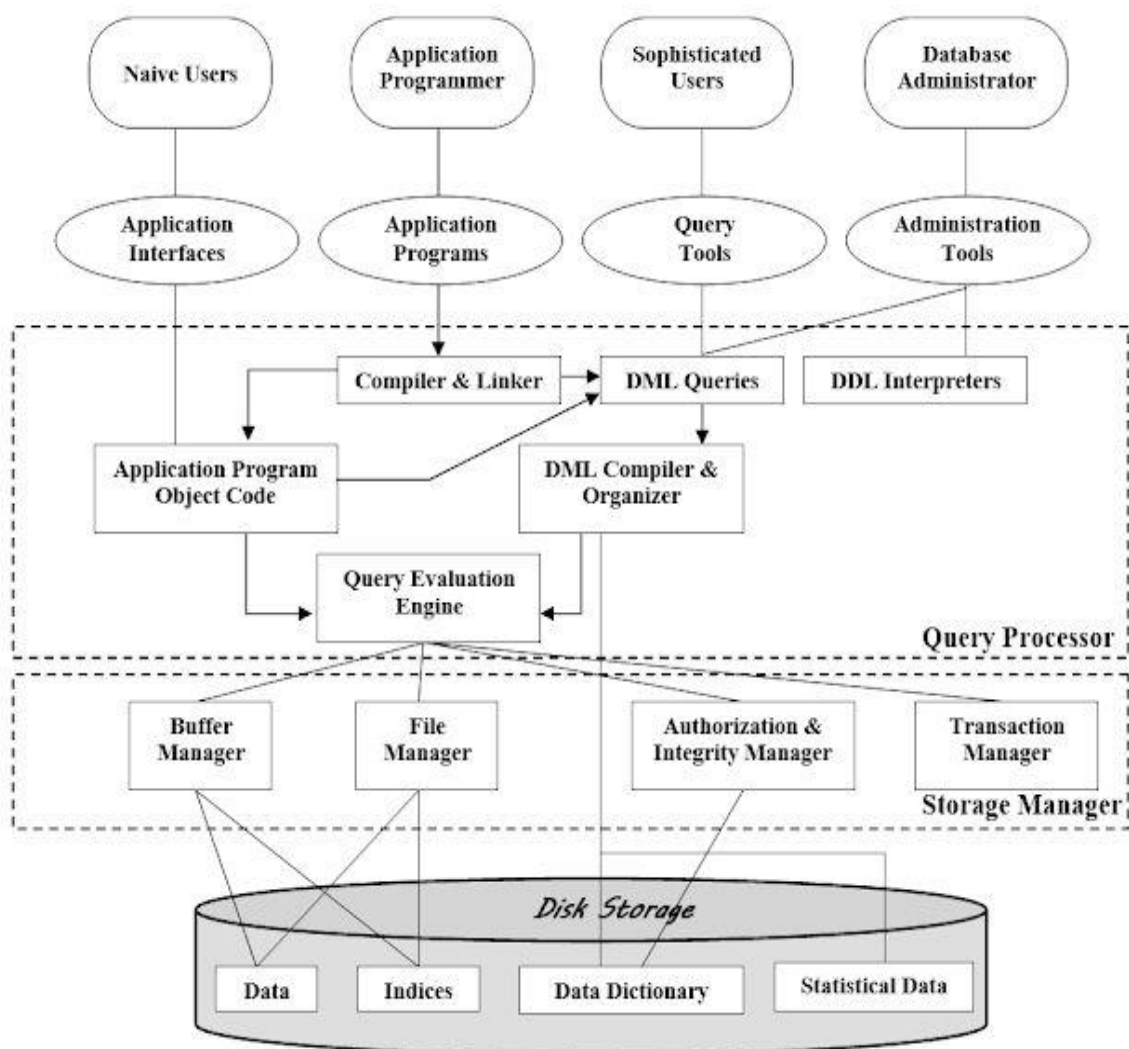 Naive Users
Application
Programmer
Sophisticated
Users
Database
Administrator
Application
Interfaces
Application
Programs
Query
Tools
Administration
Tools
Compiler & Linker
DML Queries
DDL Interpreters
Application Program
Object Code
DML Compiler &
Organizer
Query Evaluation
Engine
Query Processor
Buffer
Manager
File
Manager
Authorization &
Integrity Manager
Transaction
Manager
Storage Manager
Disk Storage
Data
Indices
Data Dictionary
Statistical Data